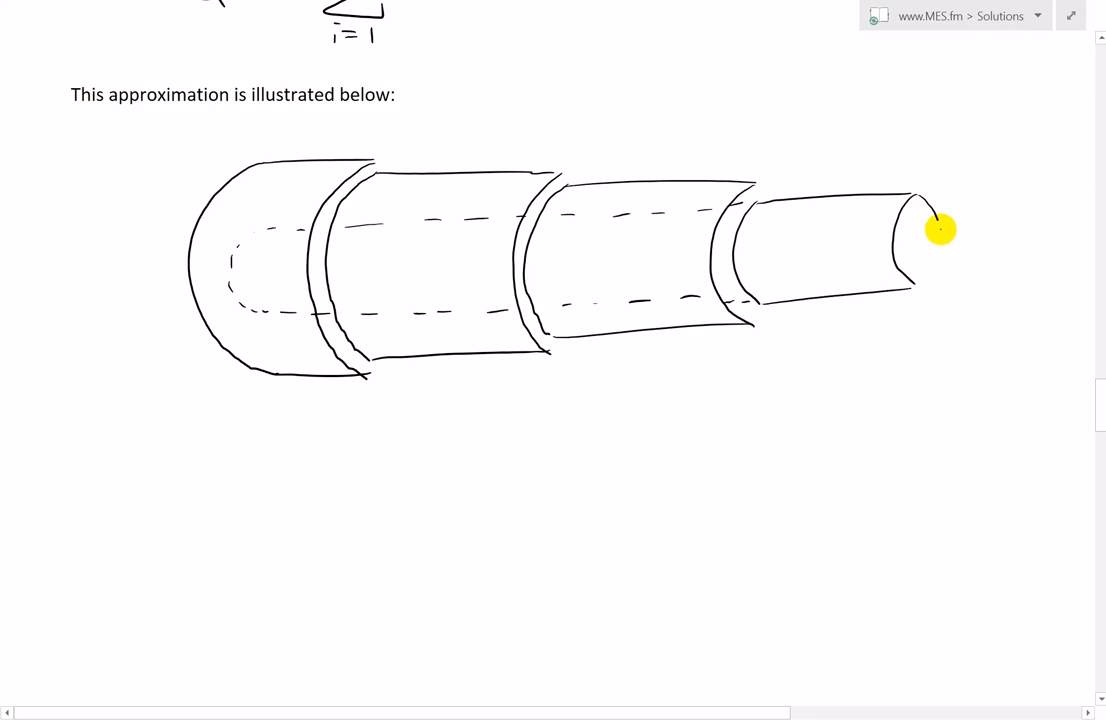 www.MES.fm > Solutions
i = 1
This approximation is illustrated below: